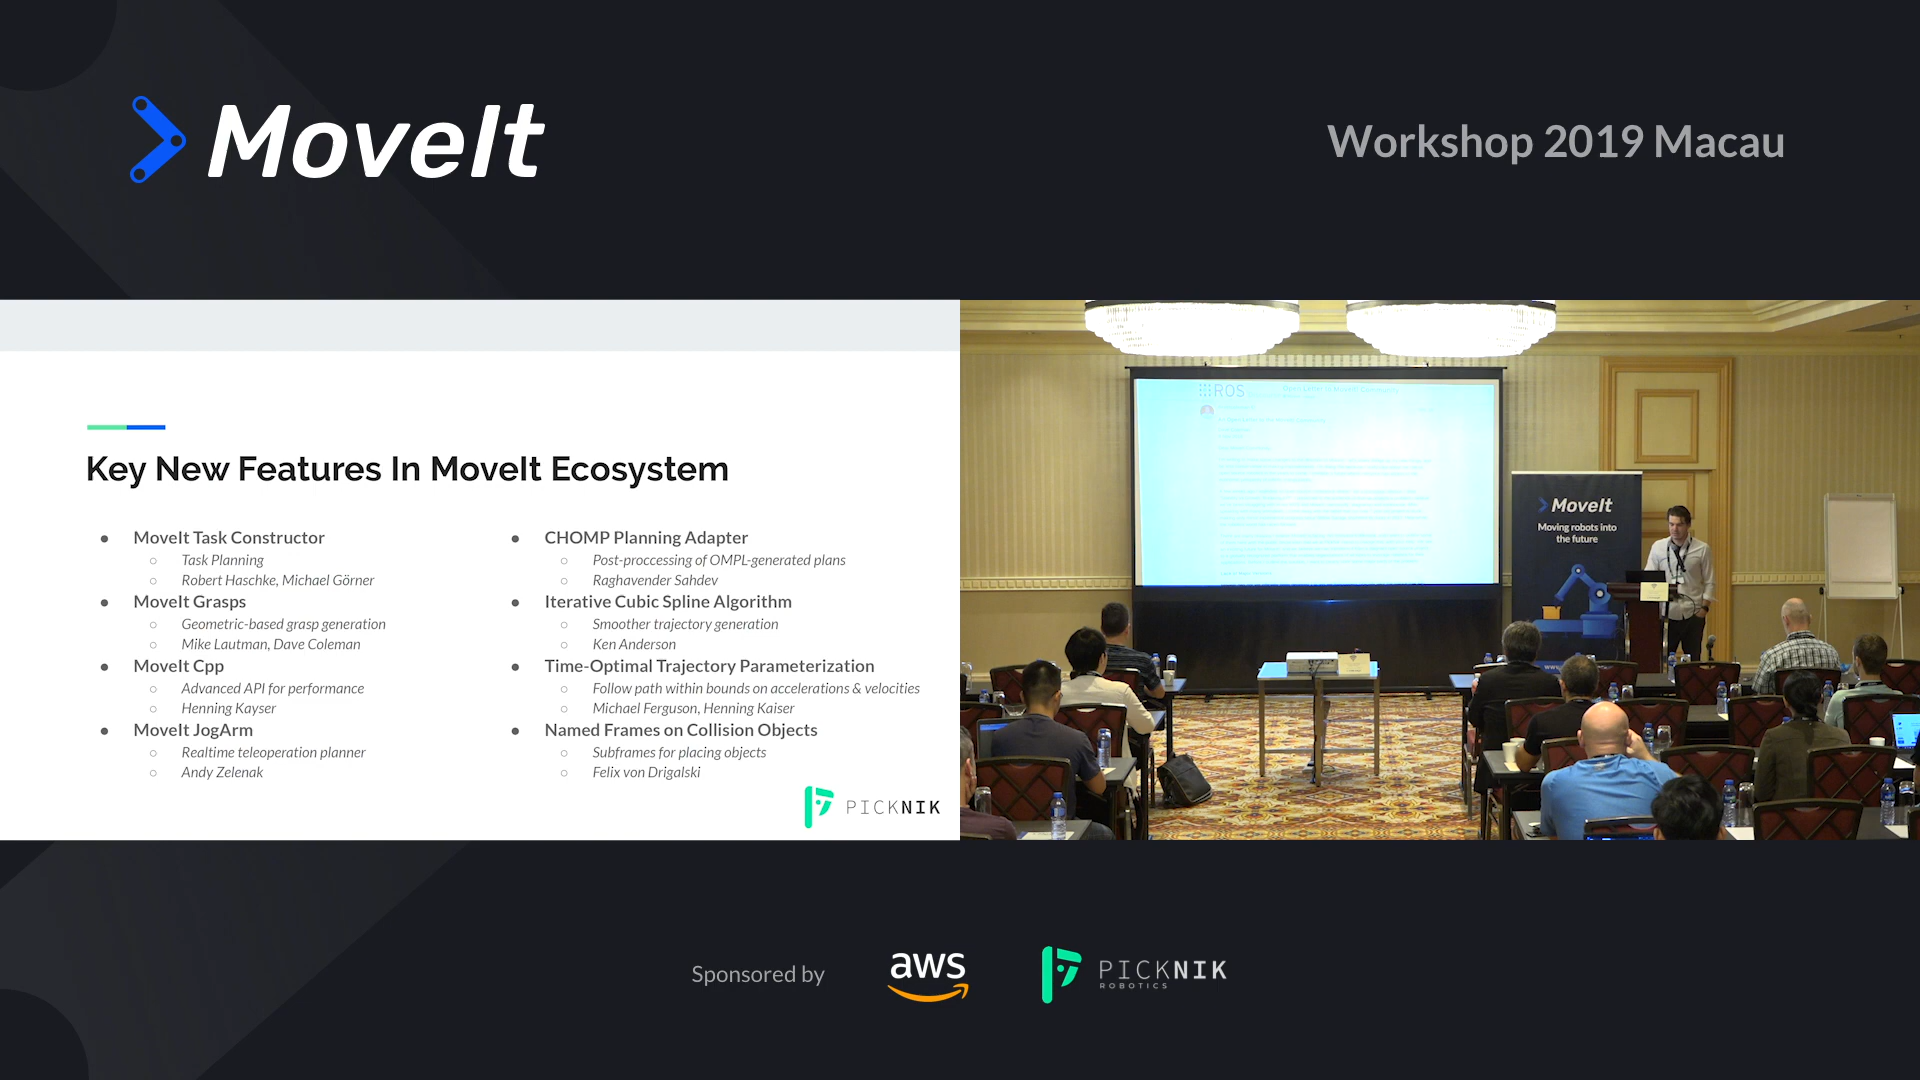 MoveIt
Workshop 2019 Macau
Key New Features In MoveIt Ecosystem
MoveIt Task Constructor
Task Planning
Robert Haschke, Michael Görner
MoveIt Grasps
Geometric-based grasp generation
Mike Lautman, Dave Coleman
MoveIt Cpp
Advanced API for performance
Henning Kayser
MoveIt JogArm
Realtime teleoperation planner
Andy Zelenak
CHOMP Planning Adapter
Post-proccessing of OMPL-generated plans
Raghavender Sahdev
Iterative Cubic Spline Algorithm
Smoother trajectory generation
Ken Anderson
Time-Optimal Trajectory Parameterization
Follow path within bounds on accelerations & velocities
Michael Ferguson, Henning Kaiser
Named Frames on Collision Objects
Subframes for placing objects
Felix von Drigalski
PICKNIK
ROS
MoveIt
Moving robots into
the future
Sponsored by
aws
PICKNIK
ROBOTICS